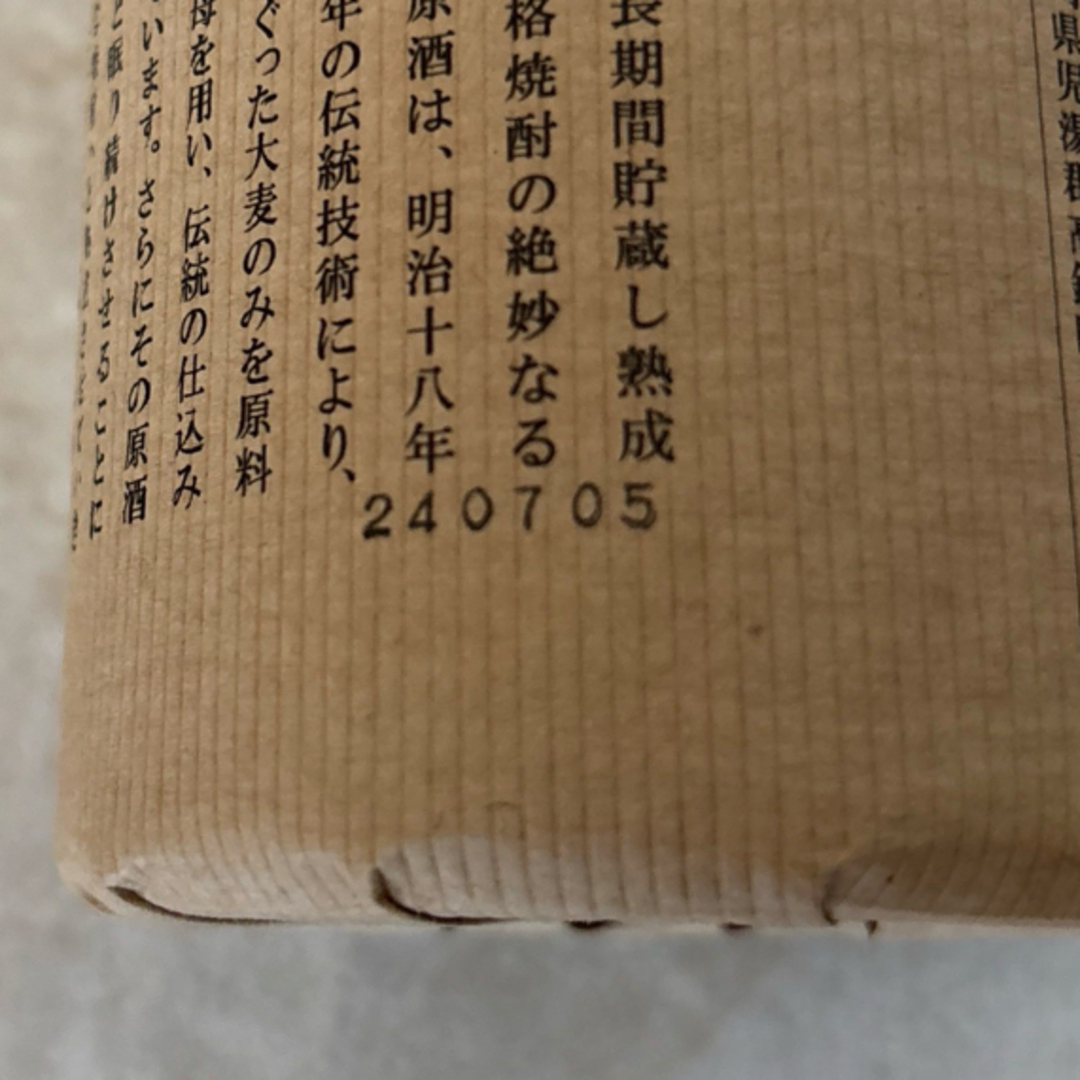 県児湯郡高鍋
長期間貯蔵し熟成
格焼酎の絶妙なる
原酒は、明治十八年
年の伝統技術により、
ぐった大麦のみを原料
母を用い、伝統の仕込み
います。さらにその原酒
と眠り続けさせることに
240705